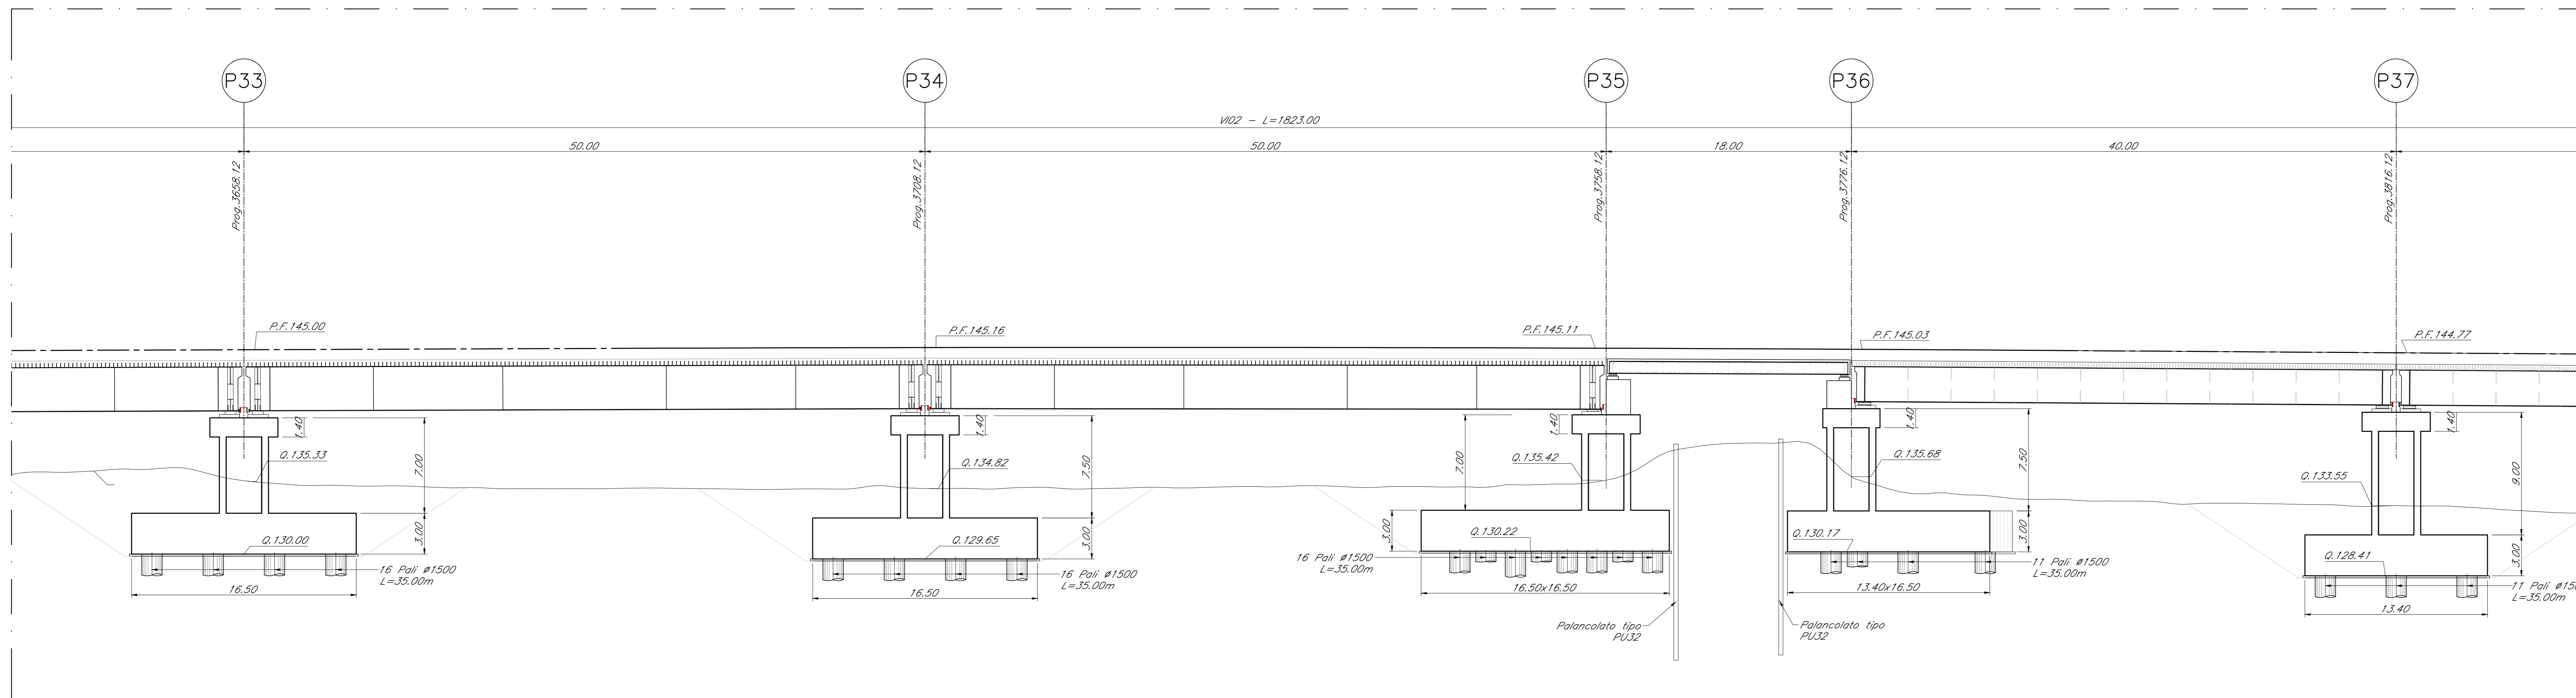 P33
P34
P35
P36
P37
VI02 - L=1823.00
50.00
50.00
18.00
40.00
Prog.3658.12
Prog.3708.12
Prog.3758.12
Prog.3776.12
Prog.3816.12
P.F.145.00
P.F.145.16
P.F.145.11
P.F.145.03
P.F.144.77
1.40
1.40
1.40
1.40
1.40
7.00
7.50
7.00
7.50
9.00
Q.135.33
Q.134.82
Q.135.42
Q.135.68
Q.133.55
3.00
3.00
3.00
3.00
3.00
Q.130.00
Q.129.65
Q.130.22
Q.130.17
Q.128.41
16 Pali ø1500
L=35.00m
16 Pali ø1500
L=35.00m
16 Pali ø1500
L=35.00m
11 Pali ø1500
L=35.00m
11 Pali ø150
L=35.00m
16.50
16.50
16.50x16.50
13.40x16.50
13.40
Palancolato tipo
PU32
Palancolato tipo
PU32